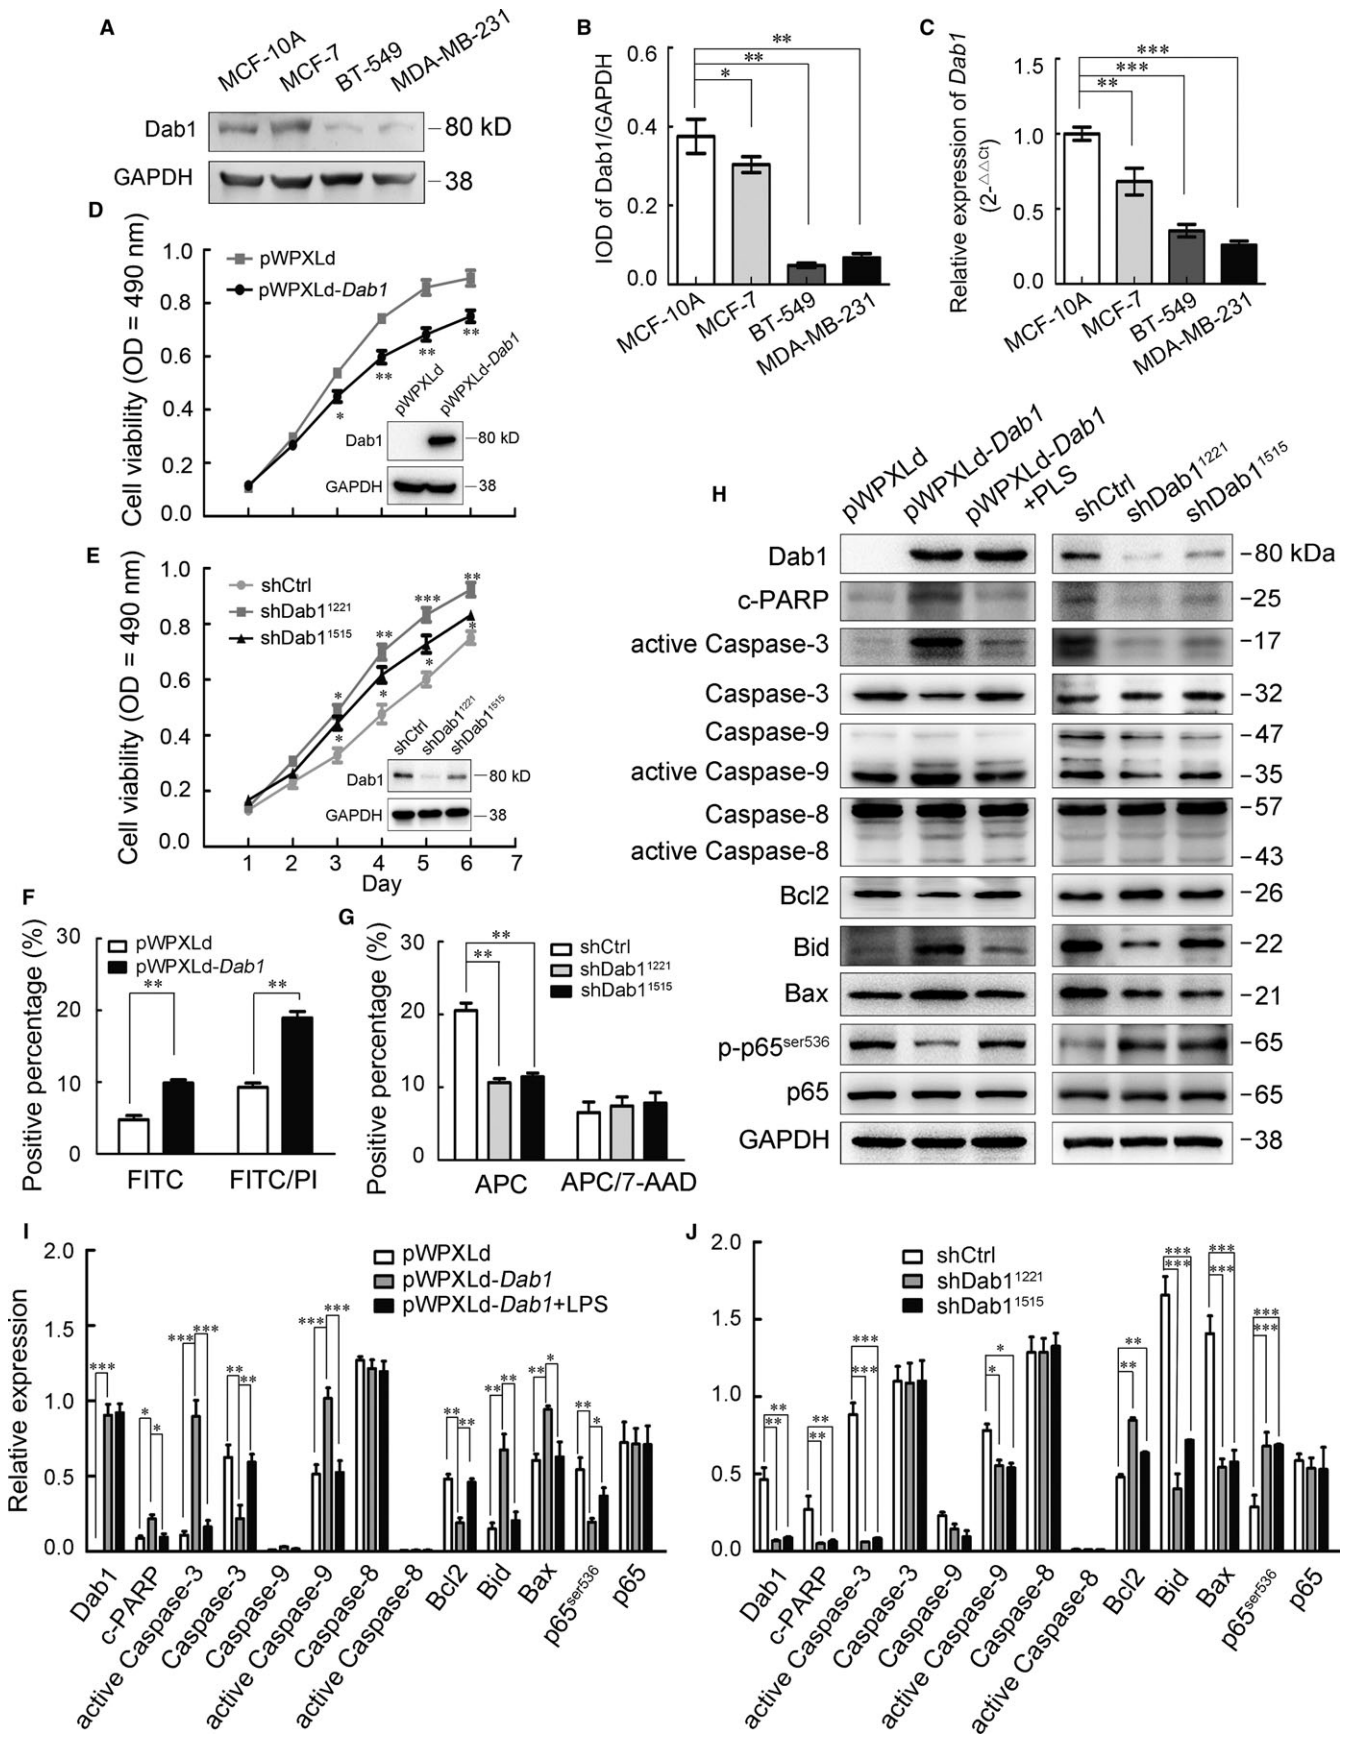 A
MCF-10A
MCF-7
BT-549
MDA-MB-231
Dab1
80 kD
GAPDH
38
B
IOD of Dab1/GAPDH
0.6
0.4
0.2
0.0
**
**
*
MCF-10A
MCF-7
BT-549
MDA-MB-231
C
Relative expression of Dab1
(2-△△Ct)
1.5
1.0
0.5
0.0
***
***
**
MCF-10A
MCF-7
BT-549
MDA-MB-231
D
Cell viability (OD = 490 nm)
1.0
0.8
0.6
0.4
0.2
0.0
pWPXLd
pWPXLd-Dab1
*
**
**
**
pWPXLd
pWPXLd-Dab1
Dab1
80 kD
GAPDH
38
E
Cell viability (OD = 490 nm)
1.0
0.8
0.6
0.4
0.2
0.0
shCtrl
shDab1¹²²¹
shDab1¹⁵¹⁵
*
**
***
**
*
*
*
*
shCtrl
shDab1¹²²¹
shDab1¹⁵¹⁵
Dab1
80 kD
GAPDH
38
1 2 3 4 5 6 7
Day
F
Positive percentage (%)
30
20
10
0
pWPXLd
pWPXLd-Dab1
** **
FITC FITC/PI
G
Positive percentage (%)
30
20
10
0
**
**
shCtrl
shDab1¹²²¹
shDab1¹⁵¹⁵
APC APC/7-AAD
H
pWPXLd
pWPXLd-Dab1
pWPXLd-Dab1
+PLS
shCtrl
shDab1¹²²¹
shDab1¹⁵¹⁵
Dab1 80 kDa
c-PARP 25
active Caspase-3 17
Caspase-3 32
Caspase-9 47
active Caspase-9 35
Caspase-8 57
active Caspase-8 43
Bcl2 26
Bid 22
Bax 21
p-p65ser536 65
p65 65
GAPDH 38
I
Relative expression
2.0
1.5
1.0
0.5
0.0
pWPXLd
pWPXLd-Dab1
pWPXLd-Dab1+LPS
***
* *
*** ***
** **
*** ***
** **
** **
** *
** *
Dab1
c-PARP
active Caspase-3
Caspase-3
Caspase-9
active Caspase-9
Caspase-8
active Caspase-8
Bcl2
Bid
Bax
p65ser536
p65
J
2.0
1.5
1.0
0.5
0.0
shCtrl
shDab1¹²²¹
shDab1¹⁵¹⁵
**
**
**
**
***
***
*
*
**
**
***
***
***
***
***
***
Dab1
c-PARP
active Caspase-3
Caspase-3
Caspase-9
active Caspase-9
Caspase-8
active Caspase-8
Bcl2
Bid
Bax
p65ser536
p65